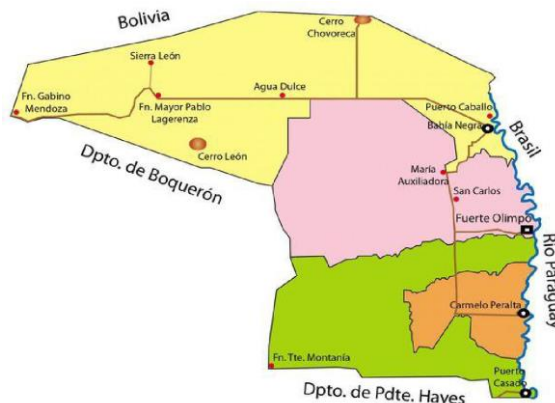 Bolivia
Cerro
Chovoreca
Sierra León
Fn. Gabino
Mendoza
Fn. Mayor Pablo
Lagerenza
Agua Dulce
Puerto Caballo
Bahía Negra
Brasil
Cerro León
Dpto. de Boquerón
María
Auxiliadora
San Carlos
Fuerte Olimpo
Río Paraguay
Carmelo Peralta
Fn. Tte. Montanía
Puerto
Casado
Dpto. de Pdte. Hayes